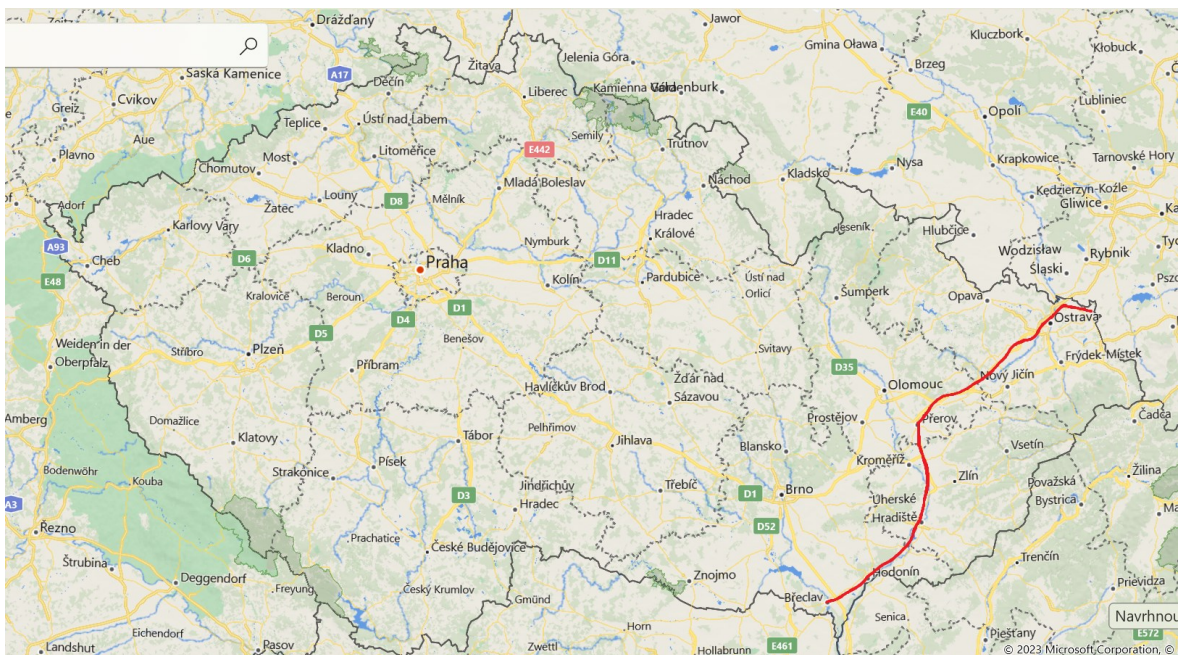 Drážďany
Jawor
Kluczbork
Gmina Oława
Kłobuck
Žitava
Jelenia Góra
Brzeg
Saská Kamenice
A17
Děčín
Kamienna
Cvikov
Liberec
Lubliniec
Greiz
Teplice
Ústí nad Labem
Semily
E40
Opolí
Aue
Trutnov
Plavno
Most
Litoměřice
E442
Nysa
Krapkowice
Tarnovské Hory
Chomutov
Mladá Boleslav
Náchod
Kladsko
Kędzierzyn-Koźle
Adorf
Louny
D8
Mělník
Gliwice
Žatec
Hradec
Králové
Jeseník
Hlubčice
Karlovy Vary
A93
Kladno
Nymburk
Wodzisław
Śląski
Rybnik
Cheb
D6
Praha
D11
E48
Kolín
Pardubice
Ústí nad
Orlicí
Šumperk
Opava
Kralovice
Beroun
D1
D4
Ostrava
Weiden in der
Oberpfalz
D5
Benešov
Stříbro
Plzeň
Svitavy
Frýdek-Místek
Příbram
D35
Nový Jičín
Havlíčkův Brod
Žďár nad
Sázavou
Olomouc
Amberg
Domažlice
Prostějov
Přerov
Čadca
Pelhřimov
Tábor
Klatovy
Jihlava
Blansko
Vsetín
Bodenwöhr
Strakonice
Písek
Kroměříž
Zlín
Žilina
Kouba
Jindřichův
Hradec
Třebíč
D1
Brno
Považská
Bystrica
A3
D3
Uherské
Hradiště
Řezno
D52
Prachatice
České Budějovice
Štrubina
Trenčín
Deggendorf
Freyung
Český Krumlov
Znojmo
Hodonín
Prievidza
Gmünd
Břeclav
Senica
Navrhnou
Eichendorf
Horn
Landshut
Pasov
Zwettl
Hollabrunn
E461
Piešťany
E572
© 2023 Microsoft Corporation, ©